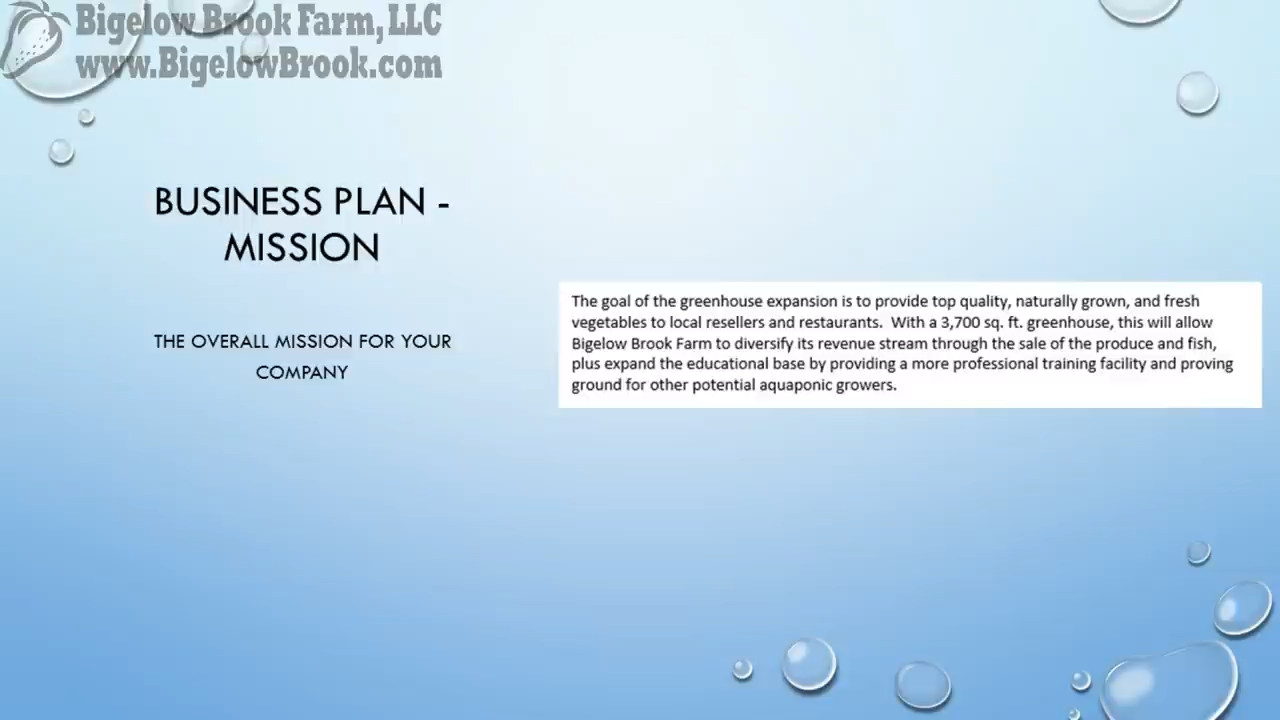 Bigelow Brook Farm, LLC
www.BigelowBrook.com
BUSINESS PLAN -
MISSION
THE OVERALL MISSION FOR YOUR
COMPANY
The goal of the greenhouse expansion is to provide top quality, naturally grown, and fresh
vegetables to local resellers and restaurants.  With a 3,700 sq. ft. greenhouse, this will allow
Bigelow Brook Farm to diversify its revenue stream through the sale of the produce and fish,
plus expand the educational base by providing a more professional training facility and proving
ground for other potential aquaponic growers.